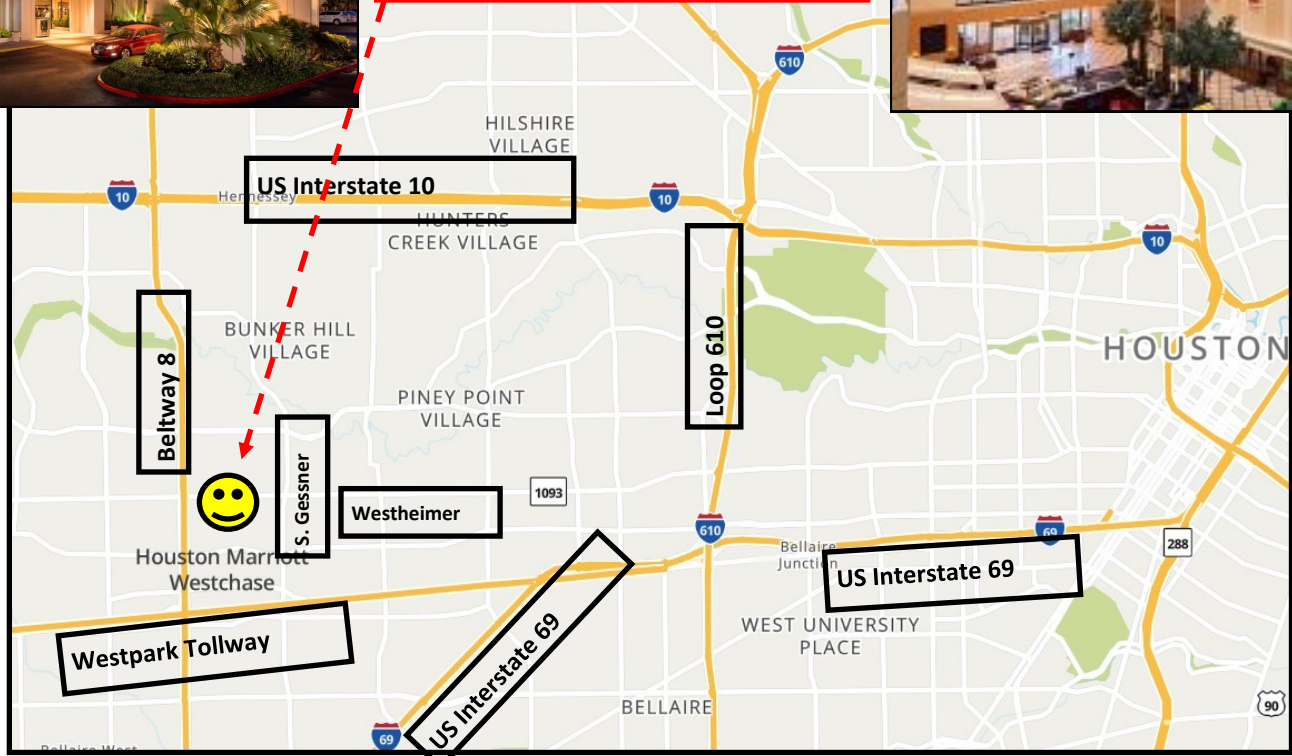 610
HILSHIRE
VILLAGE
10
Hennessey
US Interstate 10
10
HUNTERS
CREEK VILLAGE
10
BUNKER HILL
VILLAGE
Beltway 8
Loop 610
HOUSTON
PINEY POINT
VILLAGE
S. Gessner
1093
Westheimer
Houston Marriott
Westchase
610
Bellaire
Junction
69
288
US Interstate 69
Westpark Tollway
US Interstate 69
WEST UNIVERSITY
PLACE
BELLAIRE
90
69
Bellaire West